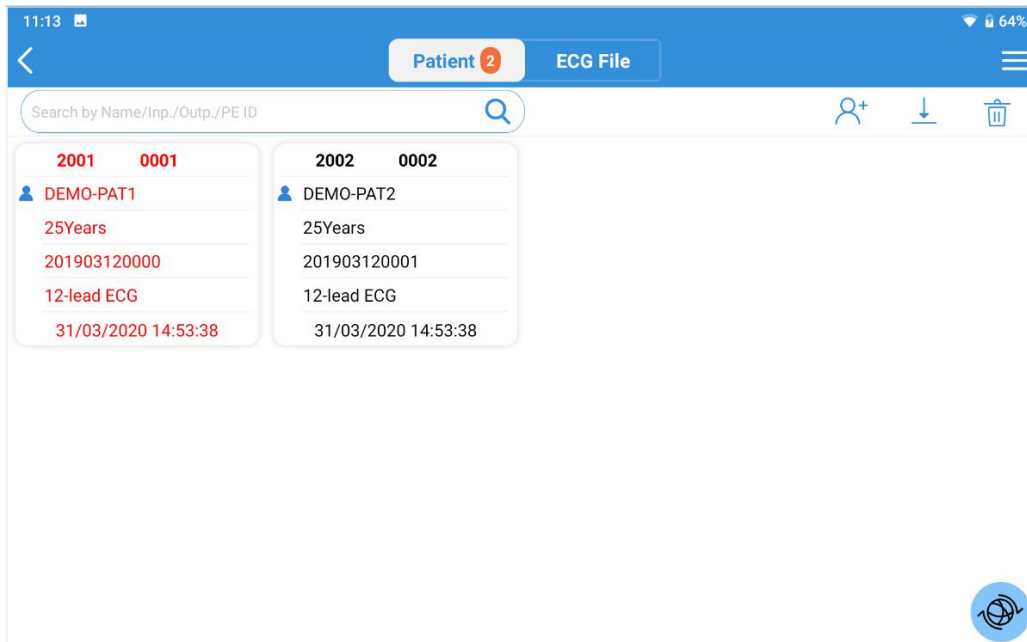 11:13 64%
Patient 2 ECG File
Search by Name/Inp./Outp./PE ID
2001 0001
DEMO-PAT1
25Years
201903120000
12-lead ECG
31/03/2020 14:53:38
2002 0002
DEMO-PAT2
25Years
201903120001
12-lead ECG
31/03/2020 14:53:38